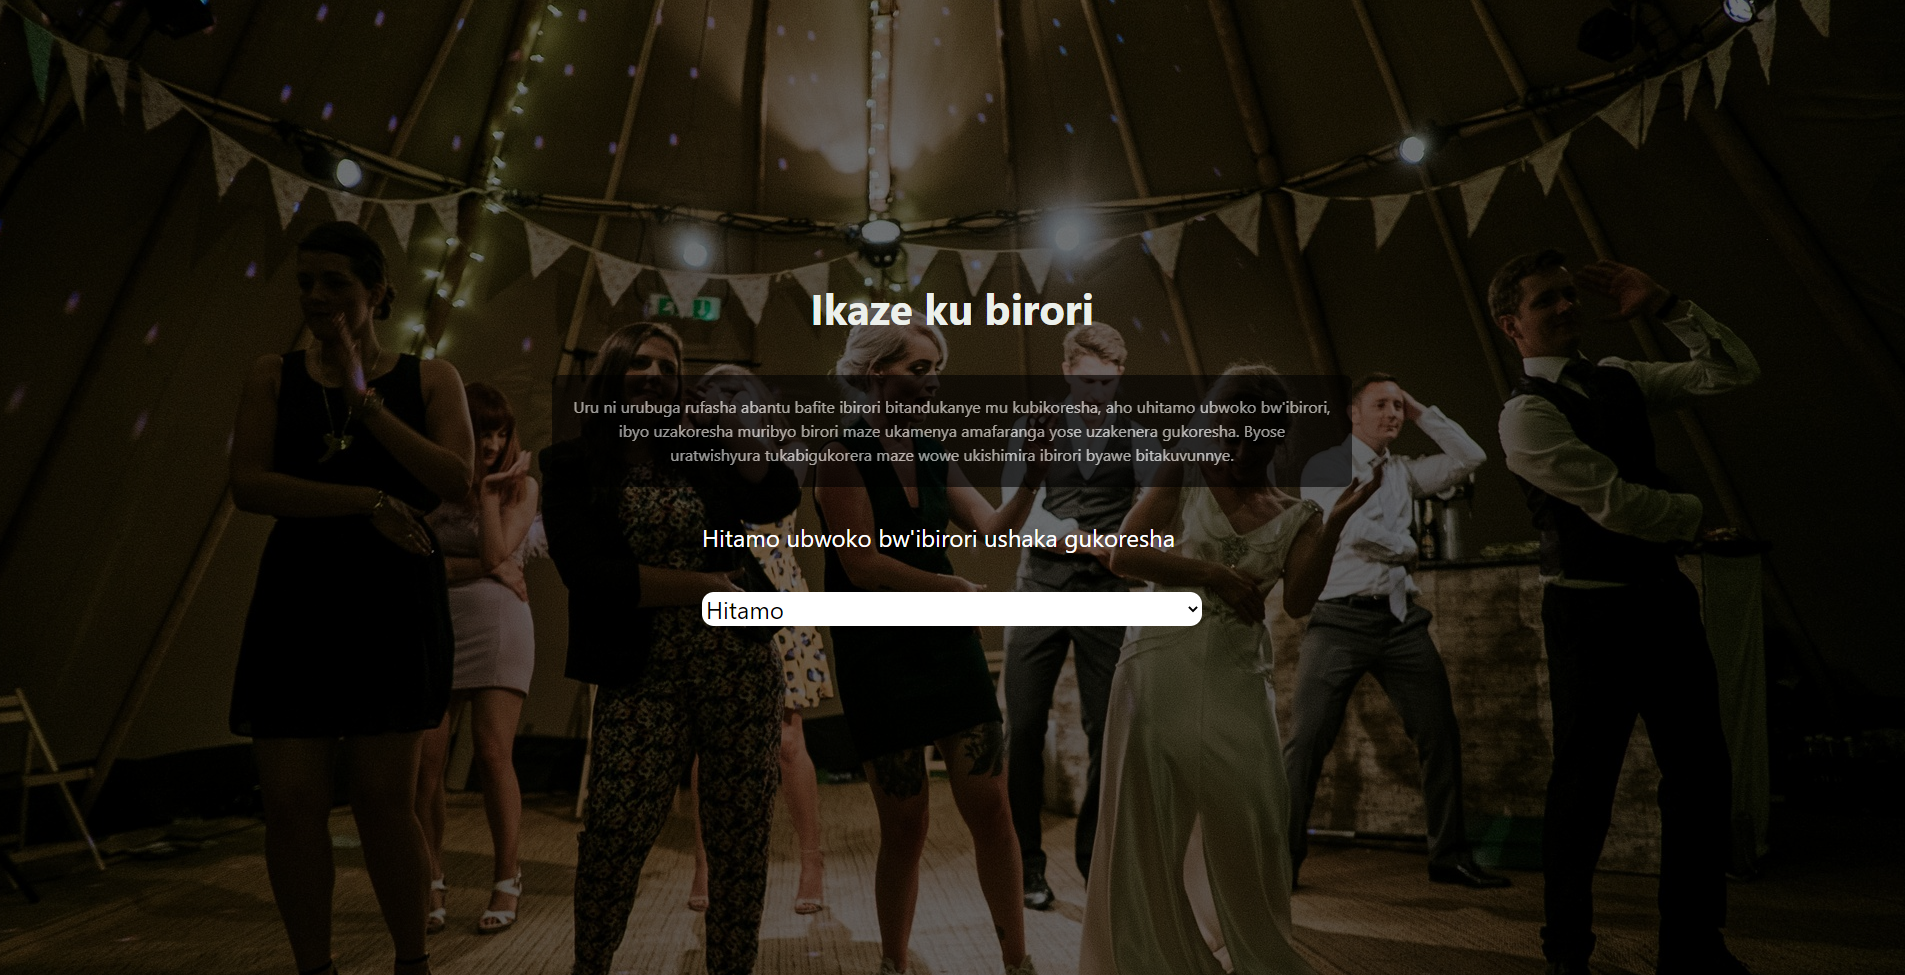 Ikaze ku birori
Uru ni urubuga rufasha abantu bafite ibirori bitandukanye mu kubikoresha, aho uhitamo ubwoko bw'ibirori,
ibyo uzakoresha muribyo birori maze ukamenya amafaranga yose uzakenera gukoresha. Byose
uratwishyura tukabigukorera maze wowe ukishimira ibirori byawe bitakuvunnye.
Hitamo ubwoko bw'ibirori ushaka gukoresha
Hitamo